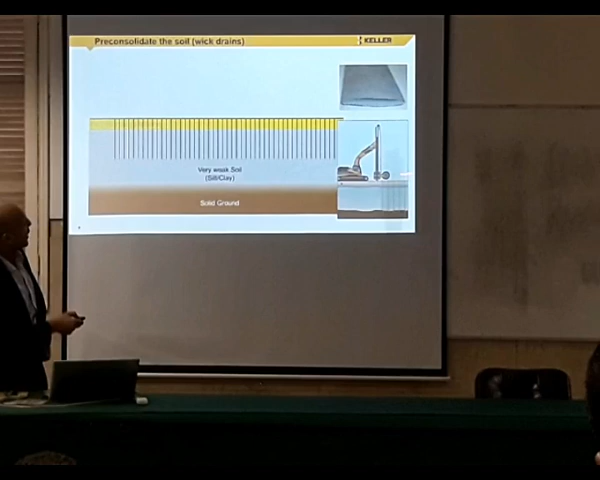 Preconsolidate the soil (wick drains)
KELLER
Very weak Soil
(Silt/Clay)
Solid Ground